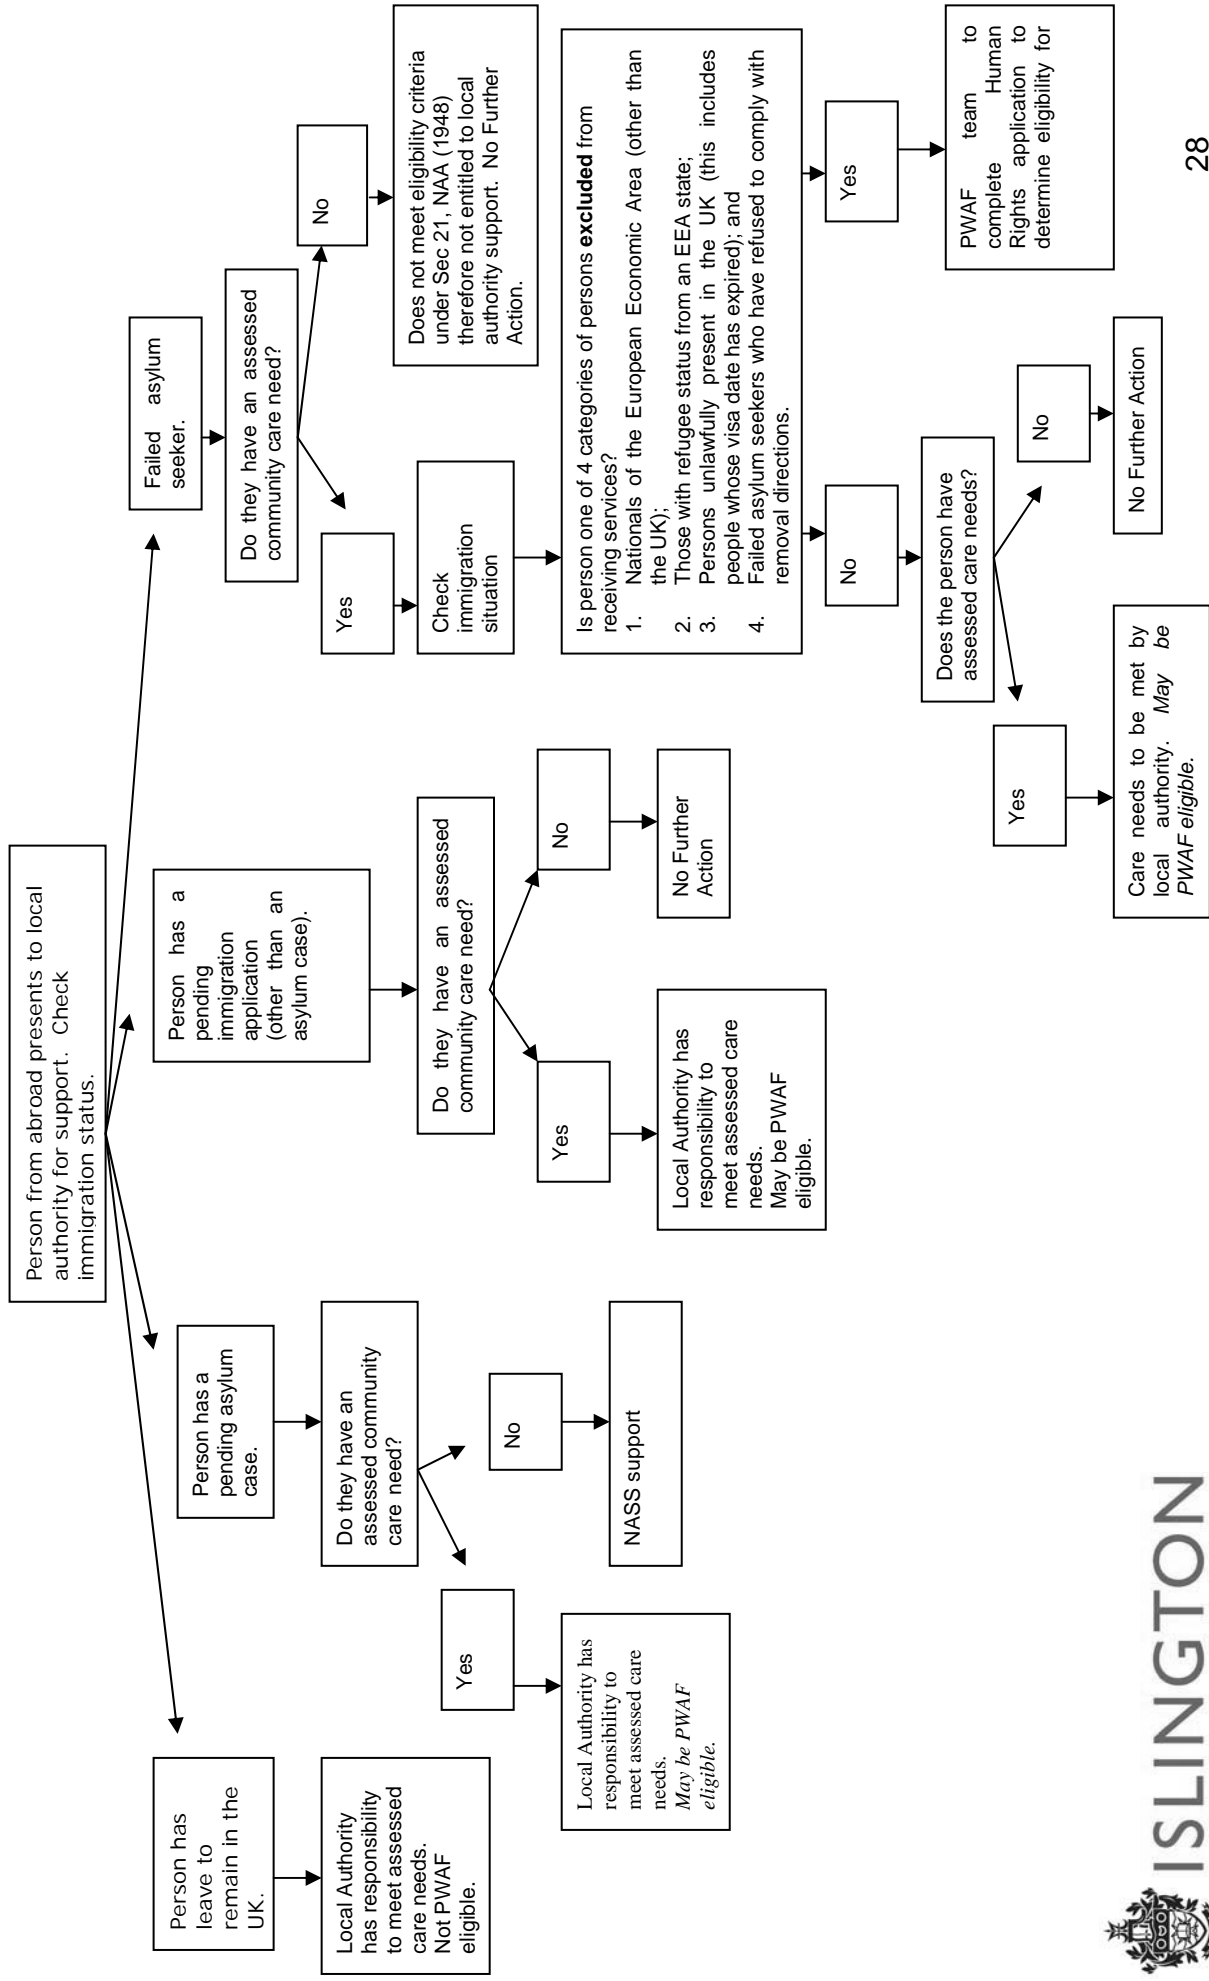 Person from abroad presents to local
authority for support. Check
immigration status.
Person has
leave to
remain in the
UK.
Local Authority
has responsibility
to meet assessed
care needs.
Not PWAF
eligible.
Person has a
pending asylum
case.
Do they have an
assessed community
care need?
Yes
Local Authority has
responsibility to
meet assessed care
needs.
May be PWAF
eligible.
No
NASS support
Person has a
pending
immigration
application
(other than an
asylum case).
Do they have an assessed
community care need?
Yes
Local Authority has
responsibility to
meet assessed care
needs.
May be PWAF
eligible.
No
No Further
Action
Failed asylum
seeker.
Do they have an assessed
community care need?
No
Does not meet eligibility criteria
under Sec 21, NAA (1948)
therefore not entitled to local
authority support. No Further
Action.
Yes
Check
immigration
situation
Is person one of 4 categories of persons excluded from
receiving services?
1. Nationals of the European Economic Area (other than
the UK);
2. Those with refugee status from an EEA state;
3. Persons unlawfully present in the UK (this includes
people whose visa date has expired); and
4. Failed asylum seekers who have refused to comply with
removal directions.
No
Does the person have
assessed care needs?
Yes
Care needs to be met by
local authority. May be
PWAF eligible.
No
No Further Action
Yes
PWAF team to
complete Human
Rights application to
determine eligibility for
ISLINGTON
28